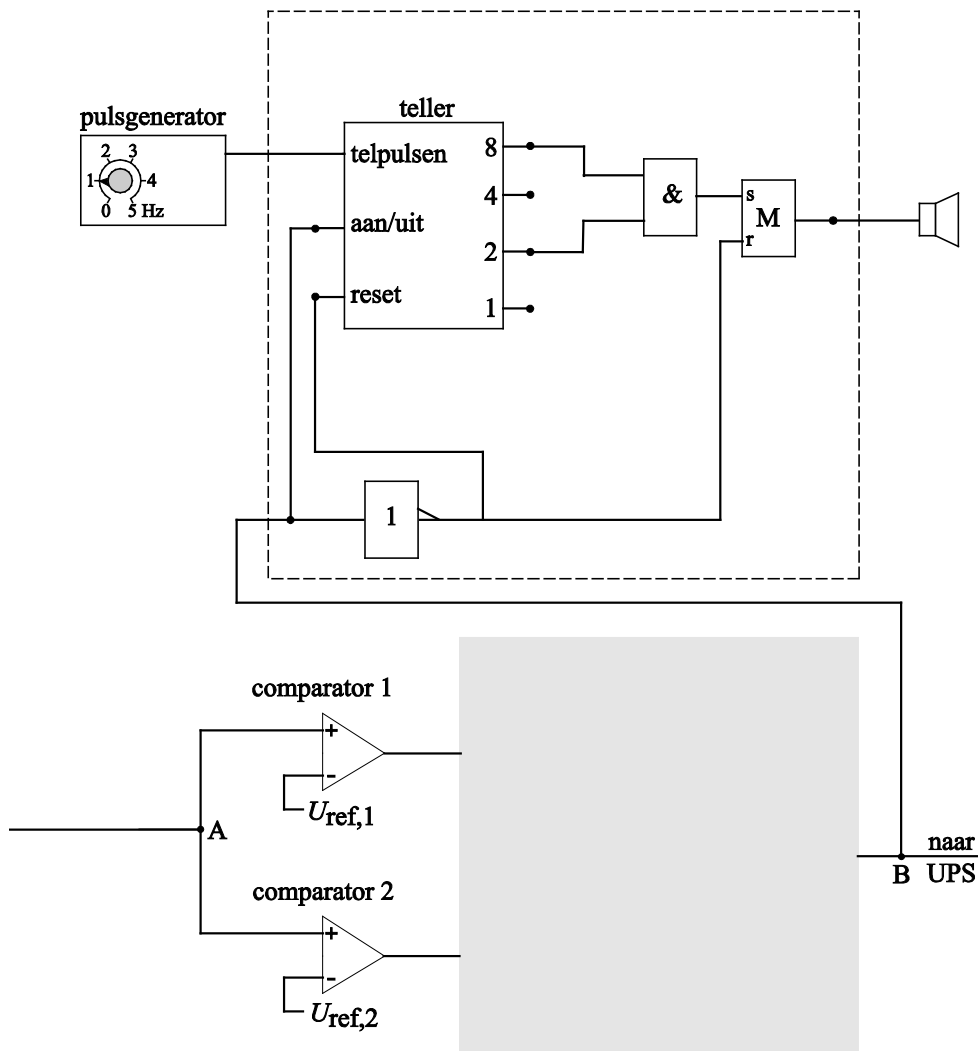 teller
pulsgenerator
2 3
1 4
0 5 Hz
telpulsen
aan/uit
reset
8
4
2
1
&
s
M
r
1
comparator 1
+
-
Uref,1
A
comparator 2
+
-
Uref,2
naar
B UPS